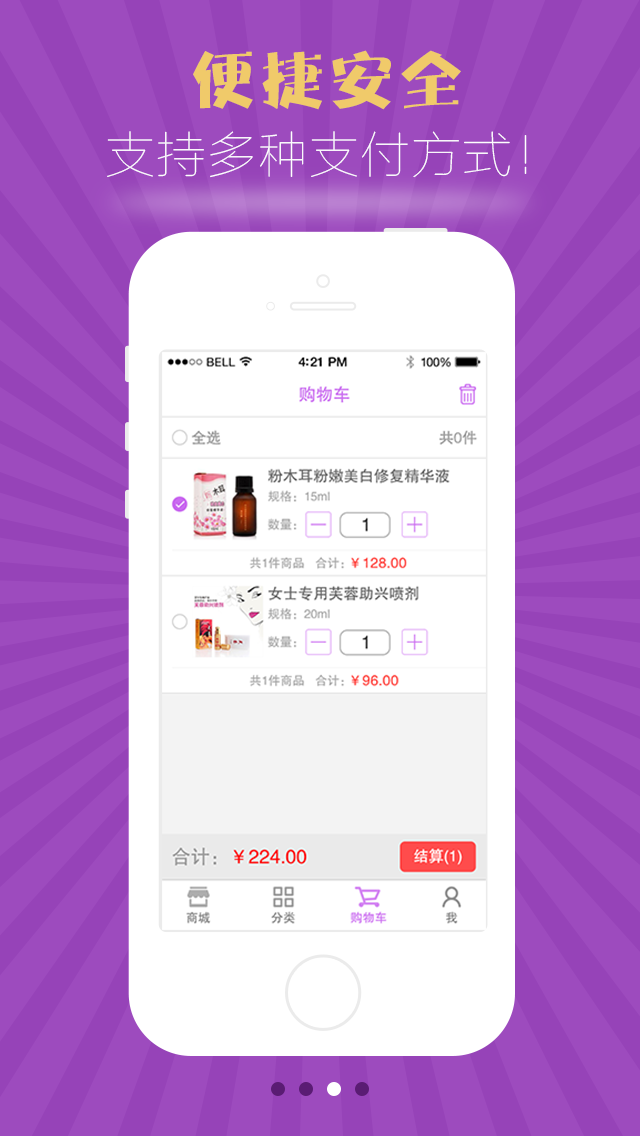 便捷安全
支持多种支付方式!
BELL 4:21 PM 100%
购物车
全选 共0件
粉木耳粉嫩美白修复精华液
规格：15ml
数量： 1
共1件商品 合计：￥128.00
女士专用芙蓉助兴喷剂
规格：20ml
数量： 1
共1件商品 合计：￥96.00
合计：￥224.00 结算(1)
商城 分类 购物车 我